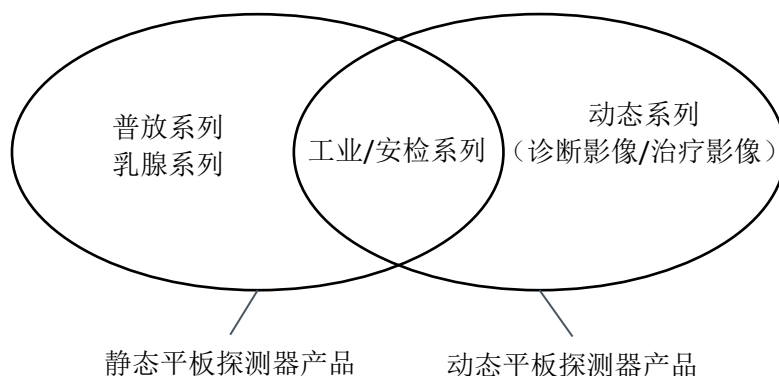 普放系列
乳腺系列
工业/安检系列
动态系列
（诊断影像/治疗影像）
静态平板探测器产品
动态平板探测器产品